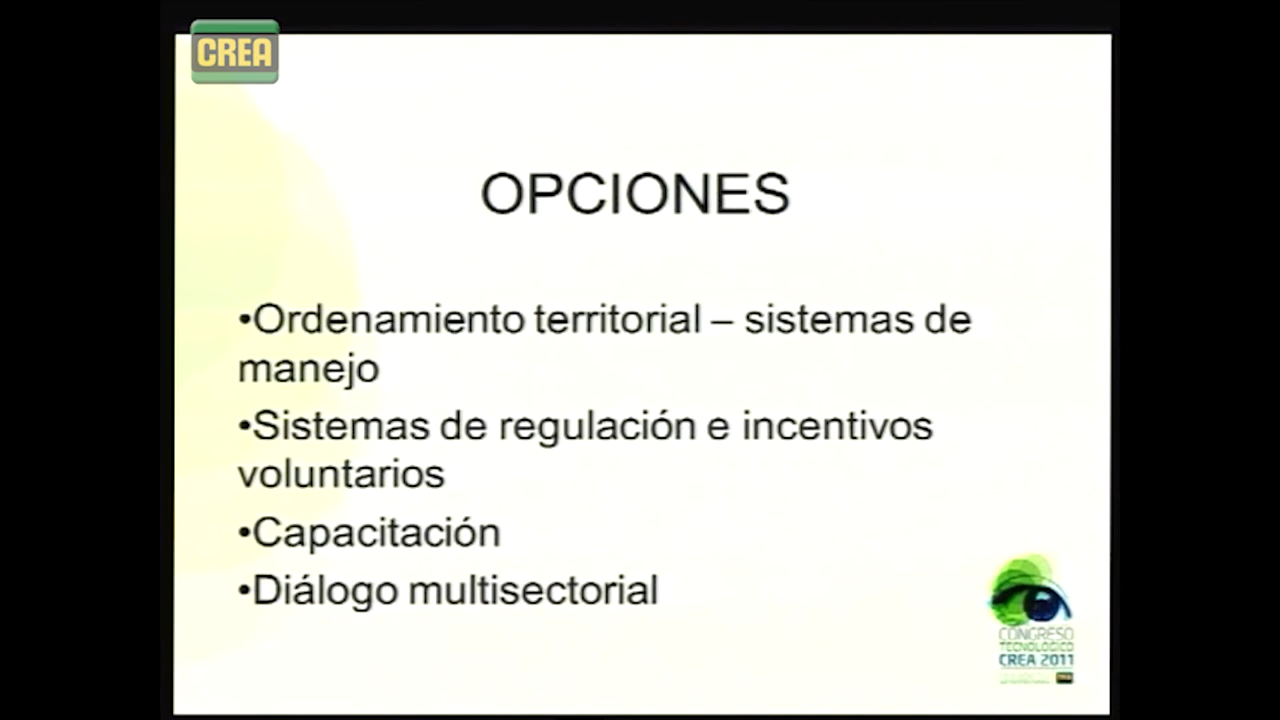 CREA
OPCIONES
•Ordenamiento territorial – sistemas de
manejo
•Sistemas de regulación e incentivos
voluntarios
•Capacitación
•Diálogo multisectorial
CONGRESO
TECNOLÓGICO
CREA 2011